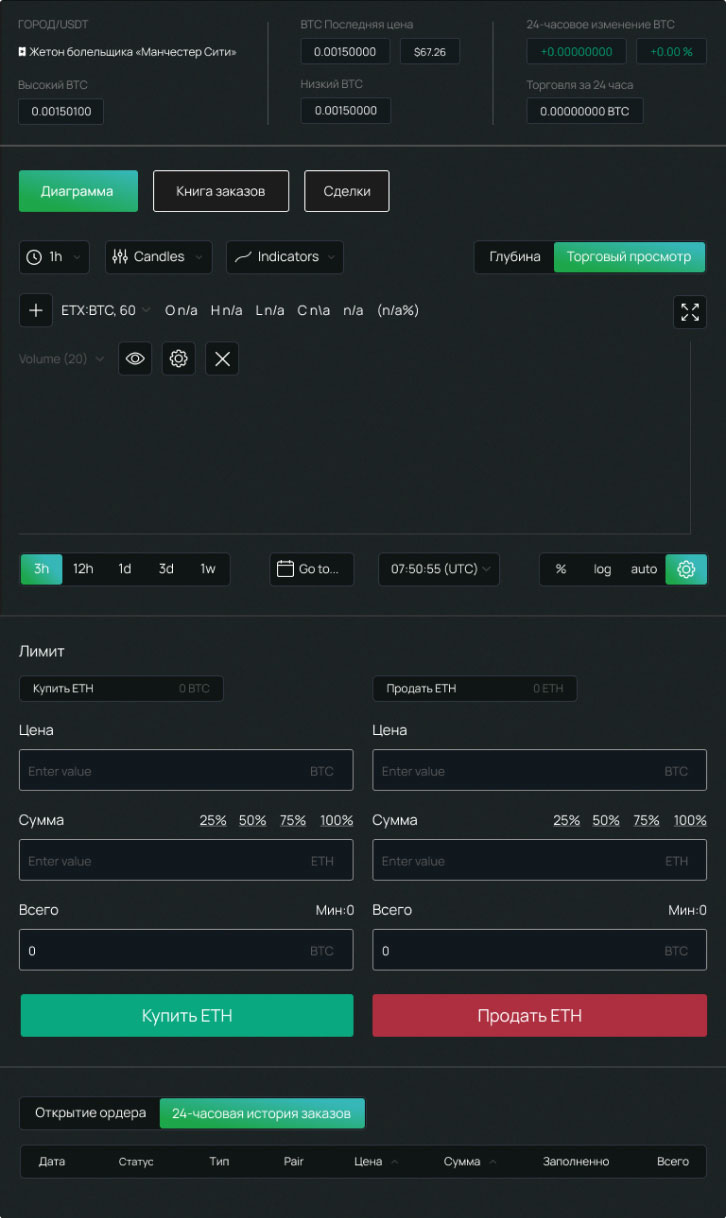 ГОРОД/USDT
Жетон болельщика «Манчестер Сити»
Высокий BTC
0.00150100
BTC Последняя цена
0.00150000 $67.26
Низкий BTC
0.00150000
24-часовое изменение BTC
+0.00000000 +0.00 %
Торговля за 24 часа
0.00000000 BTC
Диаграмма Книга заказов Сделки
1h Candles Indicators Глубина Торговый просмотр
ETX:BTC, 60 O n/a H n/a L n/a C n\a n/a (n/a%)
Volume (20)
3h 12h 1d 3d 1w Go to... 07:50:55 (UTC) % log auto
Лимит
Купить ETH 0 BTC
Цена
Enter value BTC
Сумма 25% 50% 75% 100%
Enter value ETH
Всего Мин:0
0 BTC
Купить ETH
Продать ETH 0 ETH
Цена
Enter value BTC
Сумма 25% 50% 75% 100%
Enter value ETH
Всего Мин:0
0 BTC
Продать ETH
Открытие ордера 24-часовая история заказов
Дата Статус Тип Pair Цена Сумма Заполненно Всего